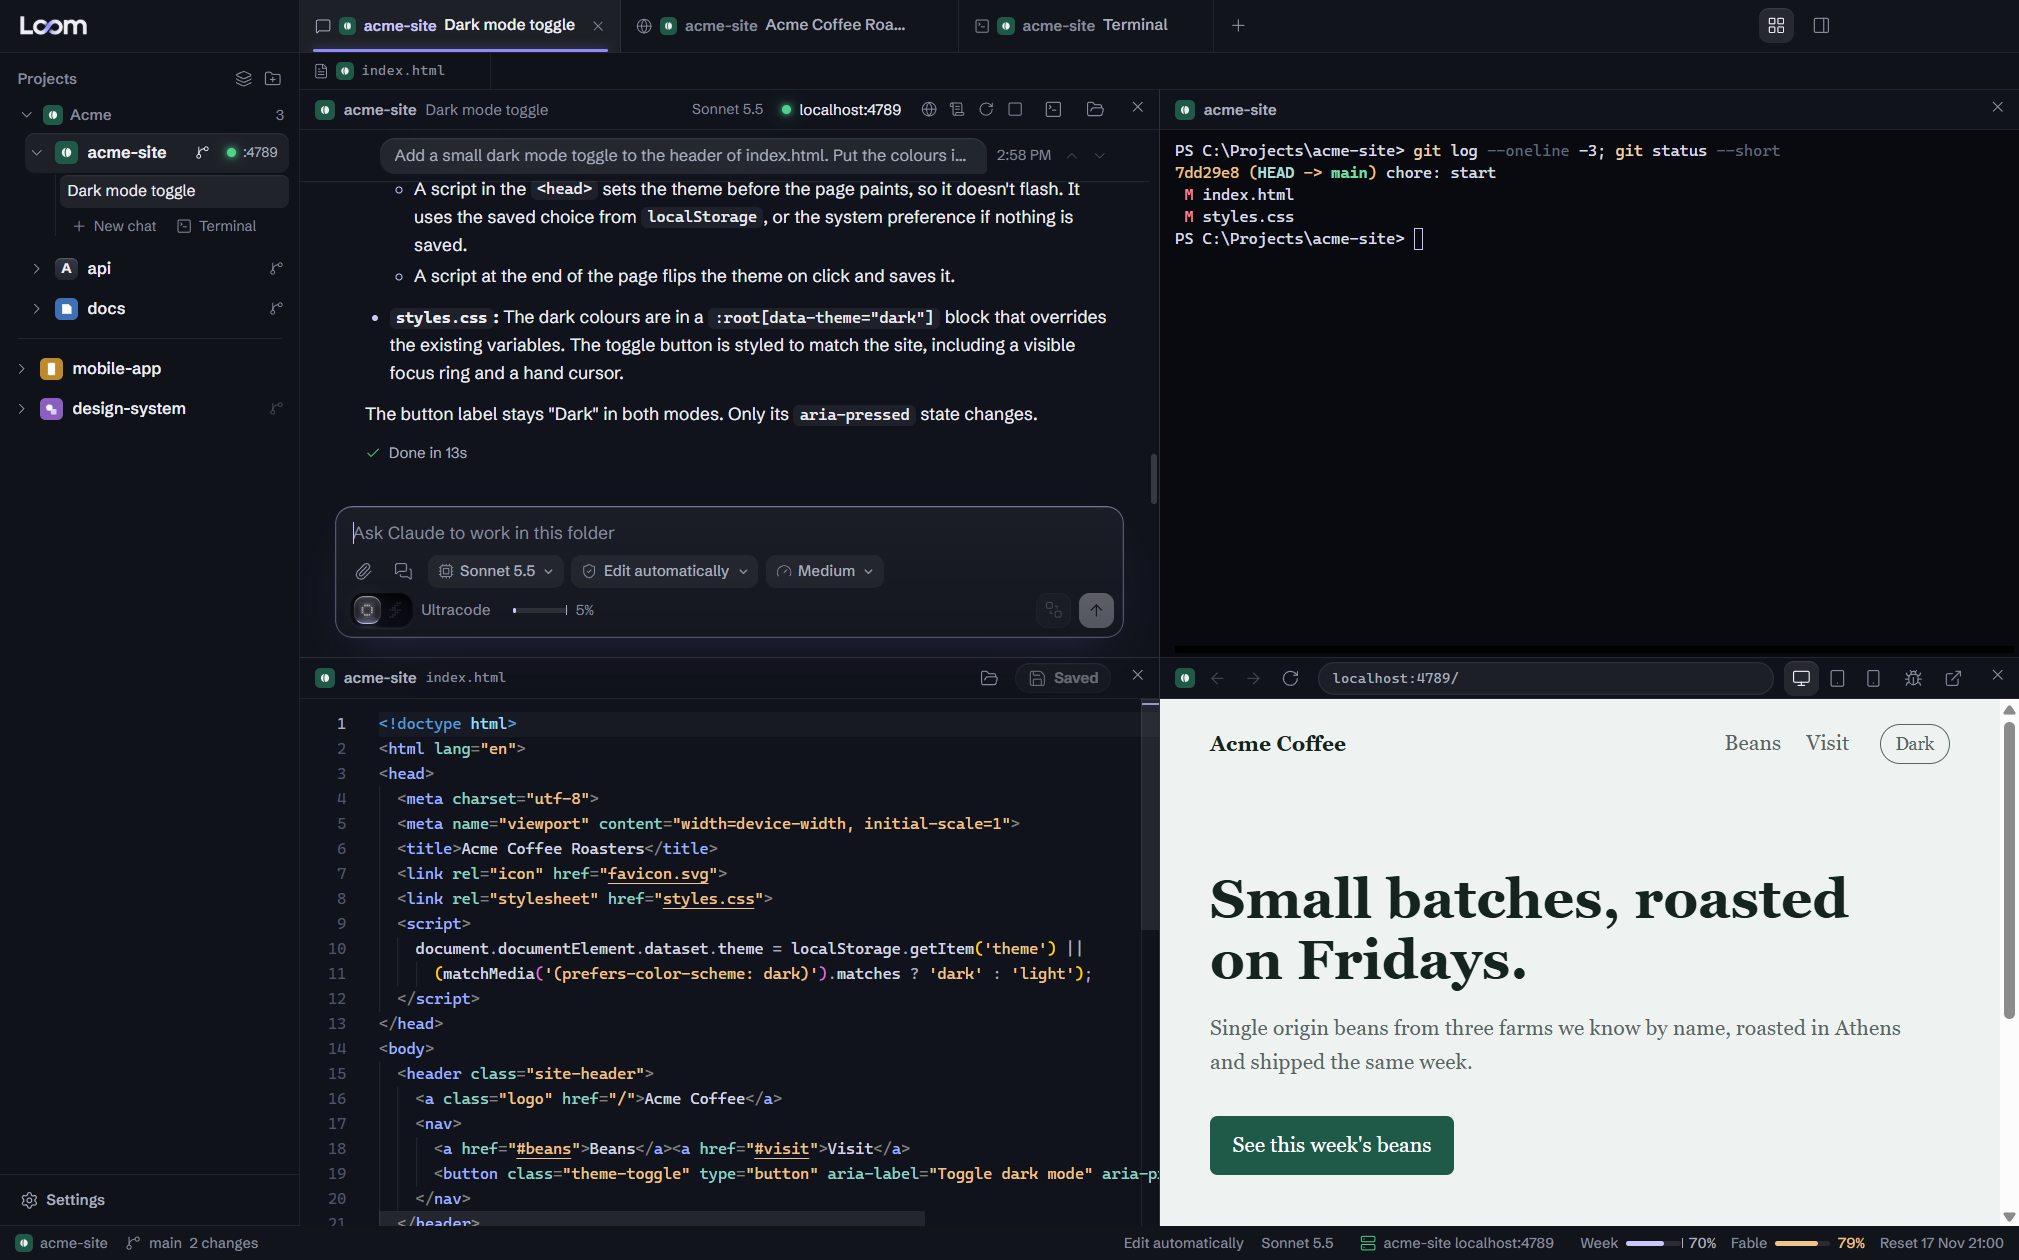 Loom
acme-site Dark mode toggle
acme-site Acme Coffee Roa...
acme-site Terminal
index.html
Projects
Acme 3
acme-site :4789
Dark mode toggle
New chat Terminal
A api
docs
mobile-app
design-system
Settings
acme-site Dark mode toggle Sonnet 5.5 localhost:4789
Add a small dark mode toggle to the header of index.html. Put the colours i... 2:58 PM
A script in the <head> sets the theme before the page paints, so it doesn't flash. It
uses the saved choice from localStorage, or the system preference if nothing is
saved.
A script at the end of the page flips the theme on click and saves it.
styles.css: The dark colours are in a :root[data-theme="dark"] block that overrides
the existing variables. The toggle button is styled to match the site, including a visible
focus ring and a hand cursor.
The button label stays "Dark" in both modes. Only its aria-pressed state changes.
Done in 13s
Ask Claude to work in this folder
Sonnet 5.5 Edit automatically Medium
Ultracode 5%
acme-site
PS C:\Projects\acme-site> git log --oneline -3; git status --short
7dd29e8 (HEAD -> main) chore: start
M index.html
M styles.css
PS C:\Projects\acme-site>
acme-site index.html Saved
1 <!doctype html>
2 <html lang="en">
3 <head>
4 <meta charset="utf-8">
5 <meta name="viewport" content="width=device-width, initial-scale=1">
6 <title>Acme Coffee Roasters</title>
7 <link rel="icon" href="favicon.svg">
8 <link rel="stylesheet" href="styles.css">
9 <script>
10 document.documentElement.dataset.theme = localStorage.getItem('theme') ||
11 (matchMedia('(prefers-color-scheme: dark)').matches ? 'dark' : 'light');
12 </script>
13 </head>
14 <body>
15 <header class="site-header">
16 <a class="logo" href="/">Acme Coffee</a>
17 <nav>
18 <a href="#beans">Beans</a><a href="#visit">Visit</a>
19 <button class="theme-toggle" type="button" aria-label="Toggle dark mode" aria-p
20 </nav>
21 </header>
localhost:4789/
Acme Coffee Beans Visit Dark
Small batches, roasted
on Fridays.
Single origin beans from three farms we know by name, roasted in Athens
and shipped the same week.
See this week's beans
acme-site main 2 changes
Edit automatically Sonnet 5.5 acme-site localhost:4789 Week 70% Fable 79% Reset 17 Nov 21:00